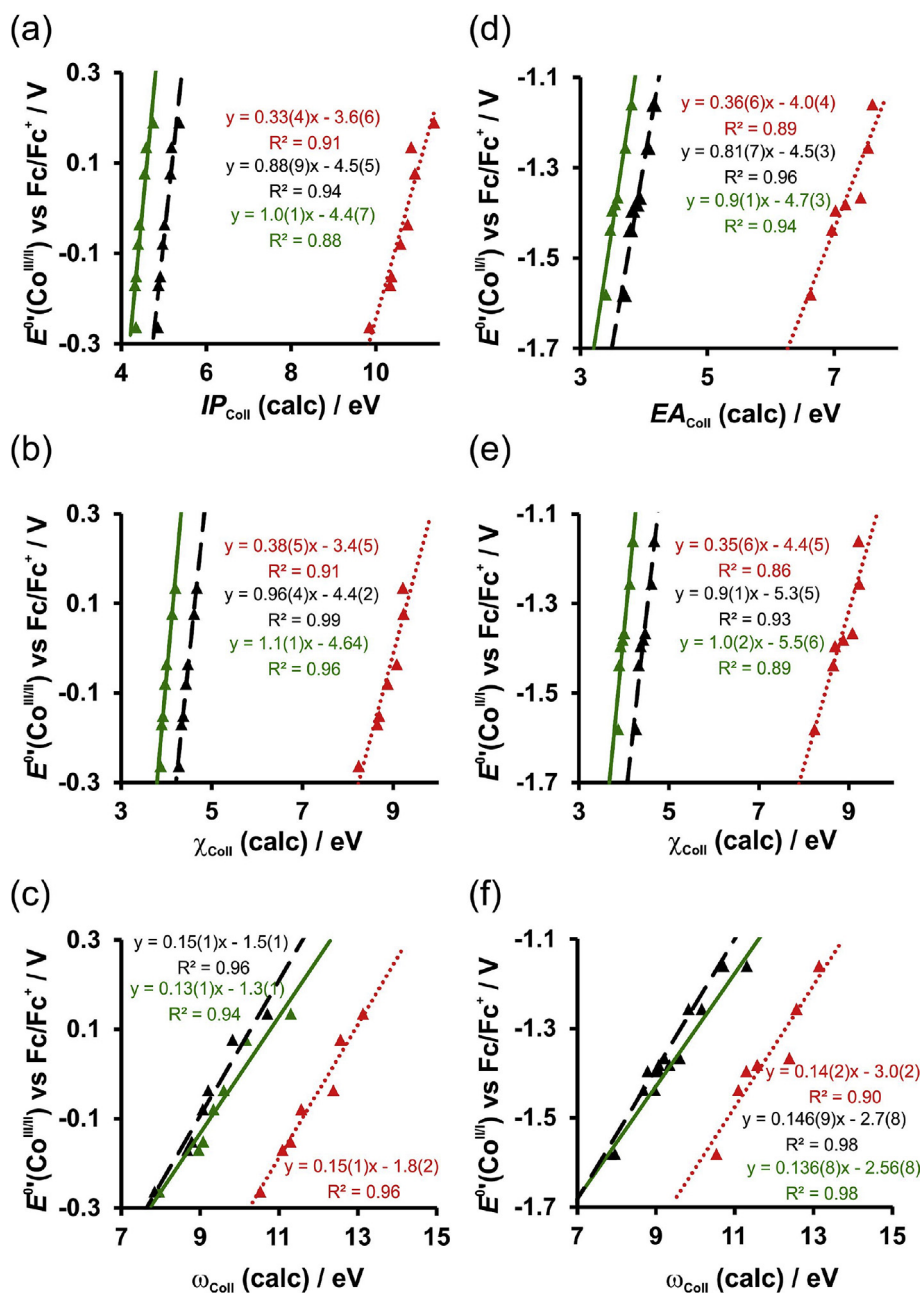 (a)
E⁰'(Coᴵᴵᴵ/ᴵᴵ) vs Fc/Fc⁺ / V
0.3
0.1
-0.1
-0.3
y = 0.33(4)x - 3.6(6)
R² = 0.91
y = 0.88(9)x - 4.5(5)
R² = 0.94
y = 1.0(1)x - 4.4(7)
R² = 0.88
4 6 8 10
IP_Coll (calc) / eV
(d)
E⁰'(Coᴵᴵ/ᴵ) vs Fc/Fc⁺ / V
-1.1
-1.3
-1.5
-1.7
y = 0.36(6)x - 4.0(4)
R² = 0.89
y = 0.81(7)x - 4.5(3)
R² = 0.96
y = 0.9(1)x - 4.7(3)
R² = 0.94
3 5 7
EA_Coll (calc) / eV
(b)
E⁰'(Coᴵᴵᴵ/ᴵᴵ) vs Fc/Fc⁺ / V
0.3
0.1
-0.1
-0.3
y = 0.38(5)x - 3.4(5)
R² = 0.91
y = 0.96(4)x - 4.4(2)
R² = 0.99
y = 1.1(1)x - 4.64)
R² = 0.96
3 5 7 9
χ_Coll (calc) / eV
(e)
E⁰'(Coᴵᴵ/ᴵ) vs Fc/Fc⁺ / V
-1.1
-1.3
-1.5
-1.7
y = 0.35(6)x - 4.4(5)
R² = 0.86
y = 0.9(1)x - 5.3(5)
R² = 0.93
y = 1.0(2)x - 5.5(6)
R² = 0.89
3 5 7 9
χ_Coll (calc) / eV
(c)
E⁰'(Coᴵᴵᴵ/ᴵᴵ) vs Fc/Fc⁺ / V
0.3
0.1
-0.1
-0.3
y = 0.15(1)x - 1.5(1)
R² = 0.96
y = 0.13(1)x - 1.3(1)
R² = 0.94
y = 0.15(1)x - 1.8(2)
R² = 0.96
7 9 11 13 15
ω_Coll (calc) / eV
(f)
E⁰'(Coᴵᴵ/ᴵ) vs Fc/Fc⁺ / V
-1.1
-1.3
-1.5
-1.7
y = 0.14(2)x - 3.0(2)
R² = 0.90
y = 0.146(9)x - 2.7(8)
R² = 0.98
y = 0.136(8)x - 2.56(8)
R² = 0.98
7 9 11 13 15
ω_Coll (calc) / eV